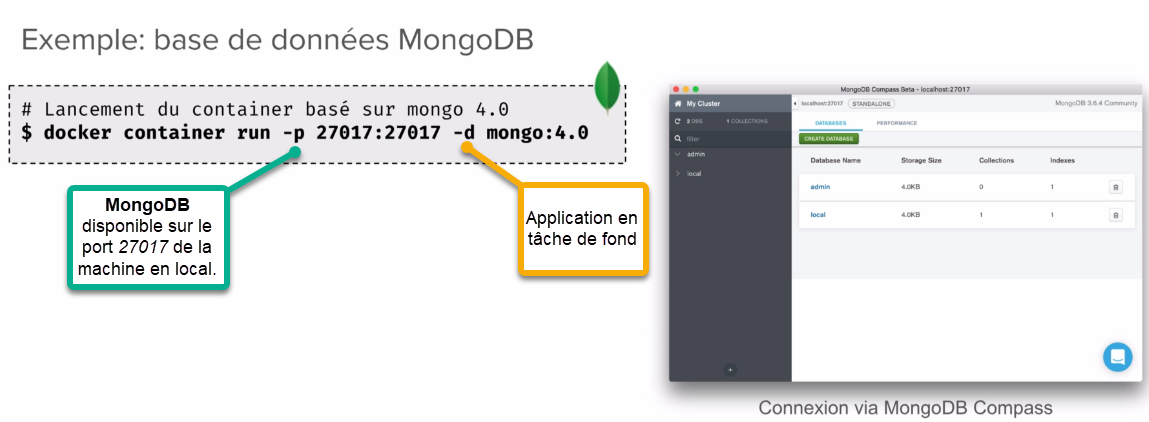 Exemple: base de données MongoDB
# Lancement du container basé sur mongo 4.0
$ docker container run -p 27017:27017 -d mongo:4.0
MongoDB
disponible sur le
port 27017 de la
machine en local.
Application en
tâche de fond
MongoDB Compass Beta - localhost:27017
My Cluster
localhost:27017 STANDALONE MongoDB 3.6.4 Community
2 DBS 1 COLLECTIONS
DATABASES PERFORMANCE
filter
CREATE DATABASE
admin
local
Database Name Storage Size Collections Indexes
admin 4.0KB 0 1
local 4.0KB 1 1
Connexion via MongoDB Compass